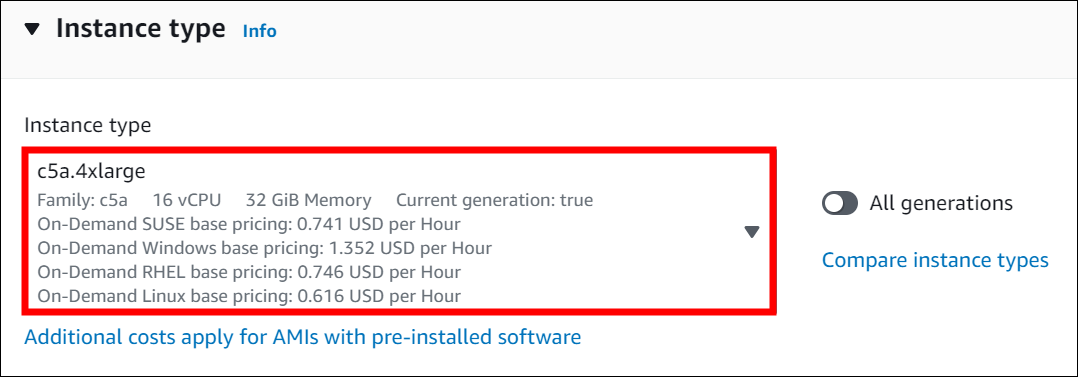 Instance type Info
Instance type
c5a.4xlarge
Family: c5a 16 vCPU 32 GiB Memory Current generation: true
On-Demand SUSE base pricing: 0.741 USD per Hour
On-Demand Windows base pricing: 1.352 USD per Hour
On-Demand RHEL base pricing: 0.746 USD per Hour
On-Demand Linux base pricing: 0.616 USD per Hour
All generations
Compare instance types
Additional costs apply for AMIs with pre-installed software